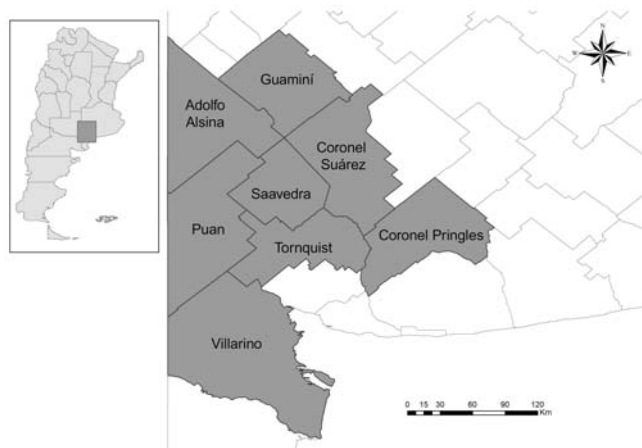 N
W
E
S
Guaminí
Adolfo
Alsina
Coronel
Suárez
Saavedra
Puan
Coronel Pringles
Tornquist
Villarino
0 15 30 60 90 120
Km